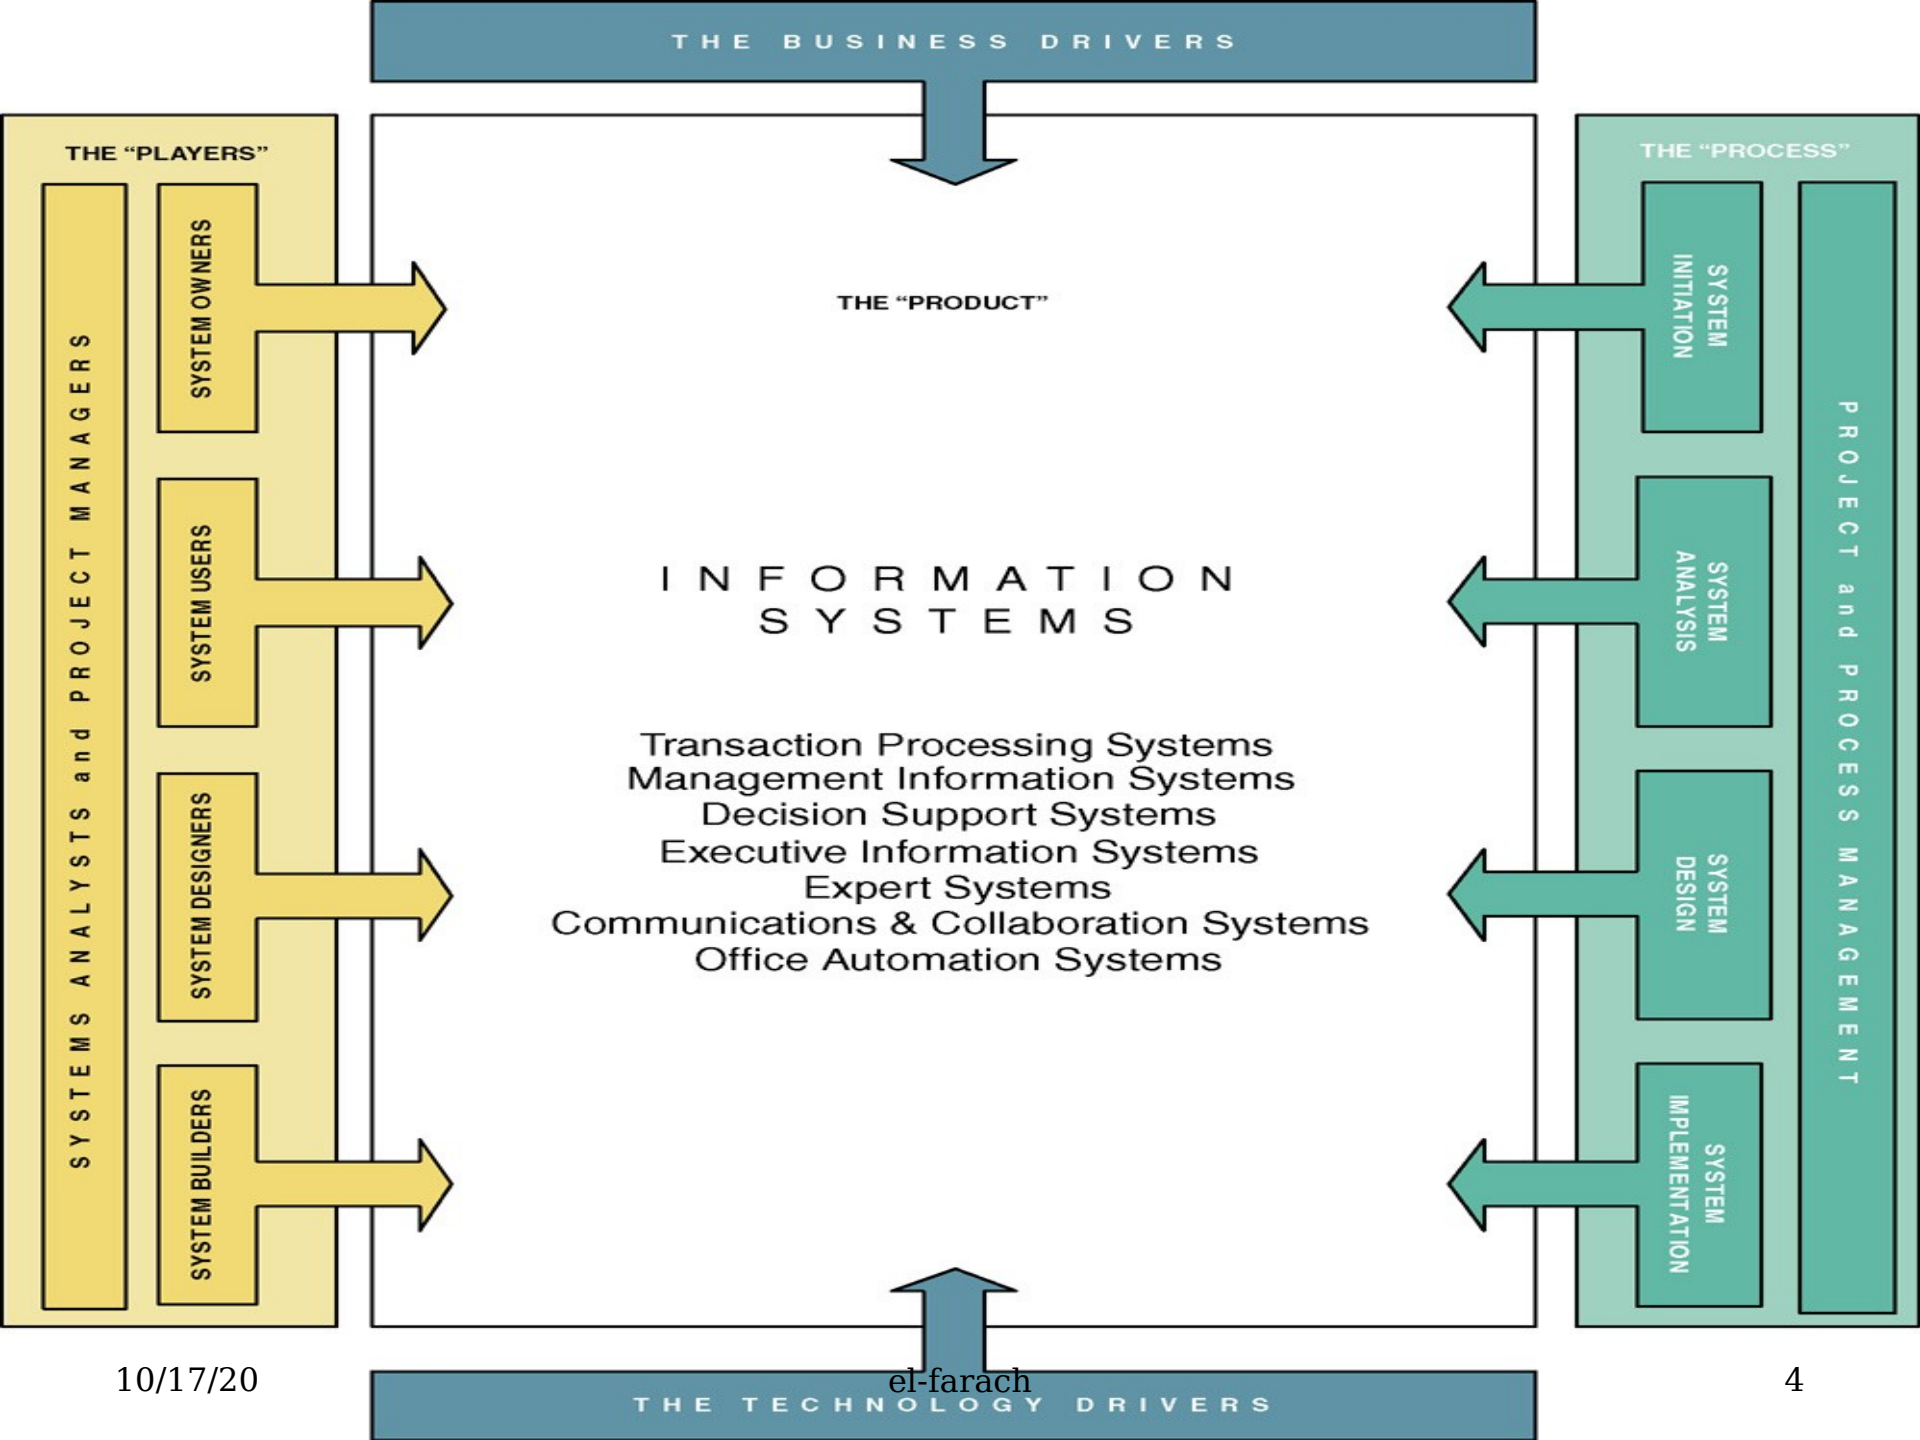 THE BUSINESS DRIVERS
THE “PLAYERS”
SYSTEMS ANALYSTS and PROJECT MANAGERS
SYSTEM OWNERS
SYSTEM USERS
SYSTEM DESIGNERS
SYSTEM BUILDERS
THE “PRODUCT”
INFORMATION
SYSTEMS
Transaction Processing Systems
Management Information Systems
Decision Support Systems
Executive Information Systems
Expert Systems
Communications & Collaboration Systems
Office Automation Systems
THE “PROCESS”
SYSTEM
INITIATION
SYSTEM
ANALYSIS
SYSTEM
DESIGN
SYSTEM
IMPLEMENTATION
PROJECT and PROCESS MANAGEMENT
10/17/20
el-farach
4
THE TECHNOLOGY DRIVERS